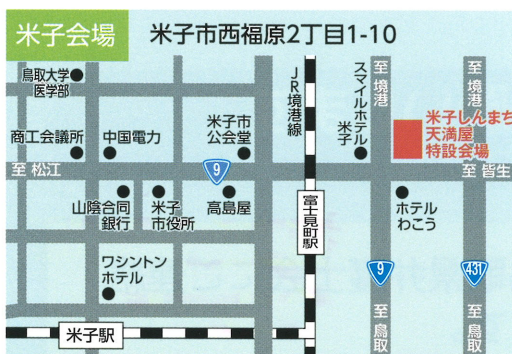 米子会場
米子市西福原2丁目1-10
鳥取大学
医学部
商工会議所
中国電力
米子市
公会堂
JR境港線
スマイルホテル
米子
至 境港
至 境港
米子しんまち
天満屋
特設会場
至 松江
9
至 皆生
山陰合同
銀行
米子
市役所
高島屋
富士見町駅
ホテル
わこう
ワシントン
ホテル
9
431
米子駅
至 鳥取
至 鳥取